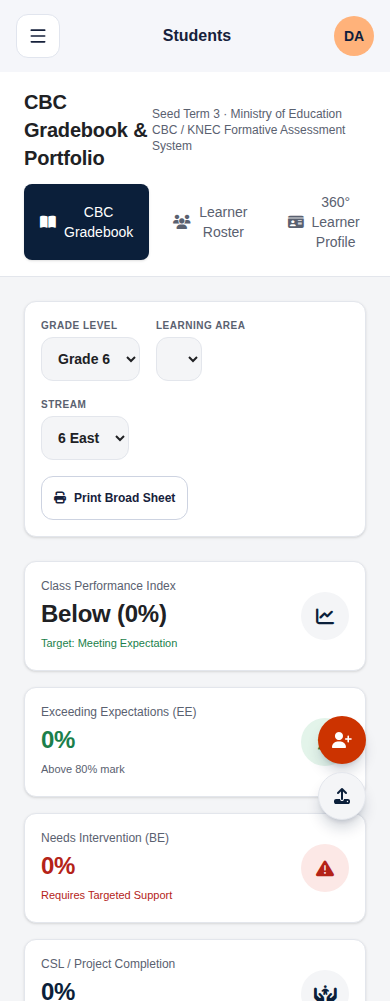 Students
DA
CBC
Gradebook &
Portfolio
Seed Term 3 · Ministry of Education
CBC / KNEC Formative Assessment
System
CBC
Gradebook
Learner
Roster
360°
Learner
Profile
GRADE LEVEL
Grade 6
LEARNING AREA
STREAM
6 East
Print Broad Sheet
Class Performance Index
Below (0%)
Target: Meeting Expectation
Exceeding Expectations (EE)
0%
Above 80% mark
Needs Intervention (BE)
0%
Requires Targeted Support
CSL / Project Completion
0%